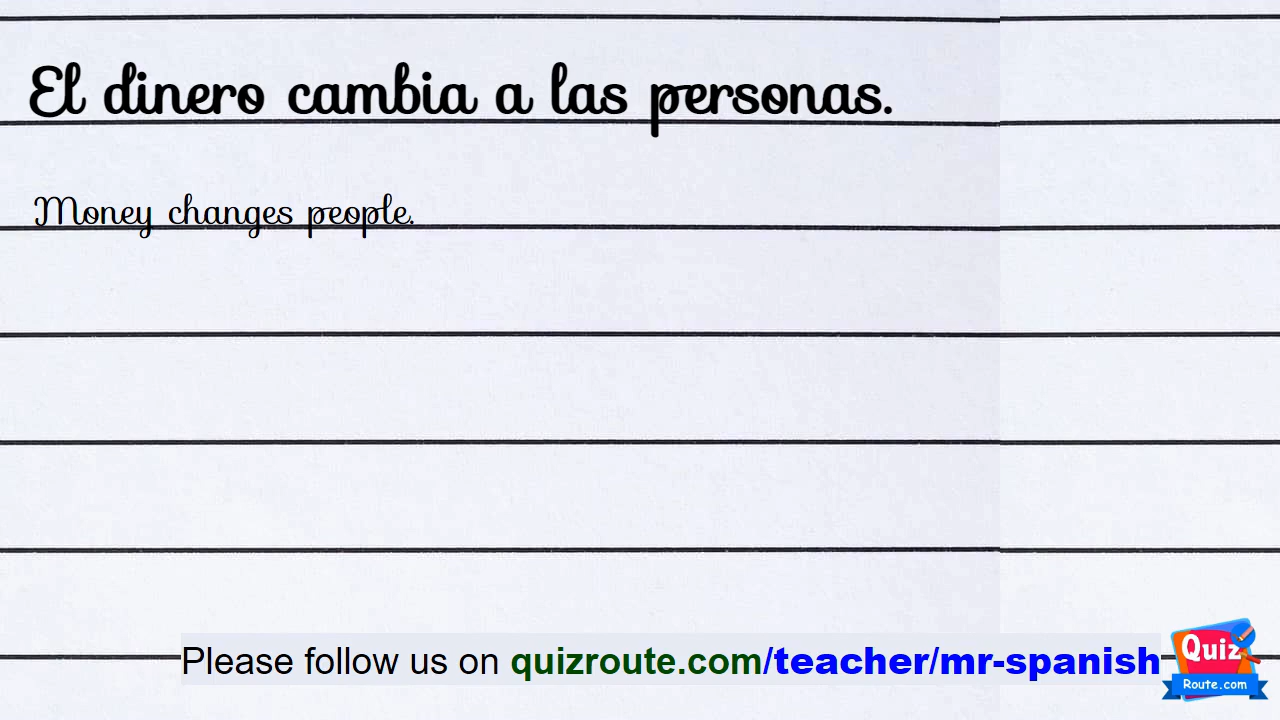 El dinero cambia a las personas.
Money changes people.
Please follow us on quizroute.com/teacher/mr-spanish
Quiz
Route.com